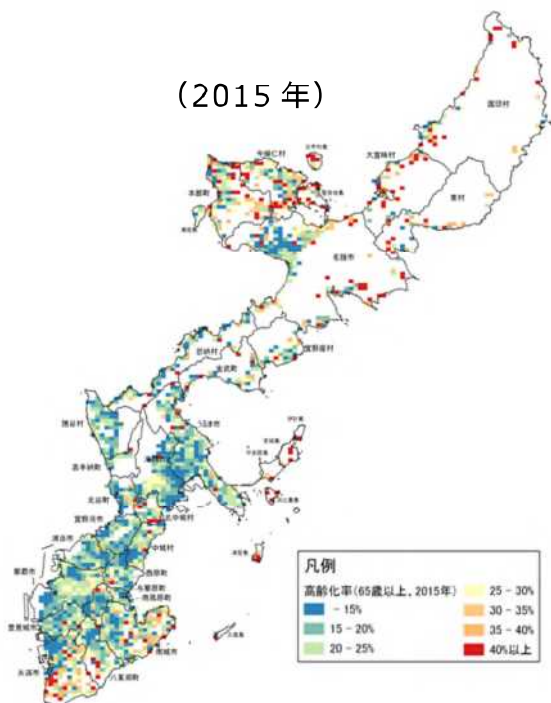 (2015 年)
国頭村
今帰仁村
大宜味村
本部町
東村
名護市
恩納村
宜野座村
金武町
読谷村
うるま市
伊計島
宮城島
嘉手納町
北谷町
北中城村
宜野湾市
中城村
浦添市
西原町
那覇市
与那原町
南風原町
豊見城市
南城市
糸満市
八重瀬町
凡例
高齢化率(65歳以上、2015年)
- 15%
15 - 20%
20 - 25%
25 - 30%
30 - 35%
35 - 40%
40%以上